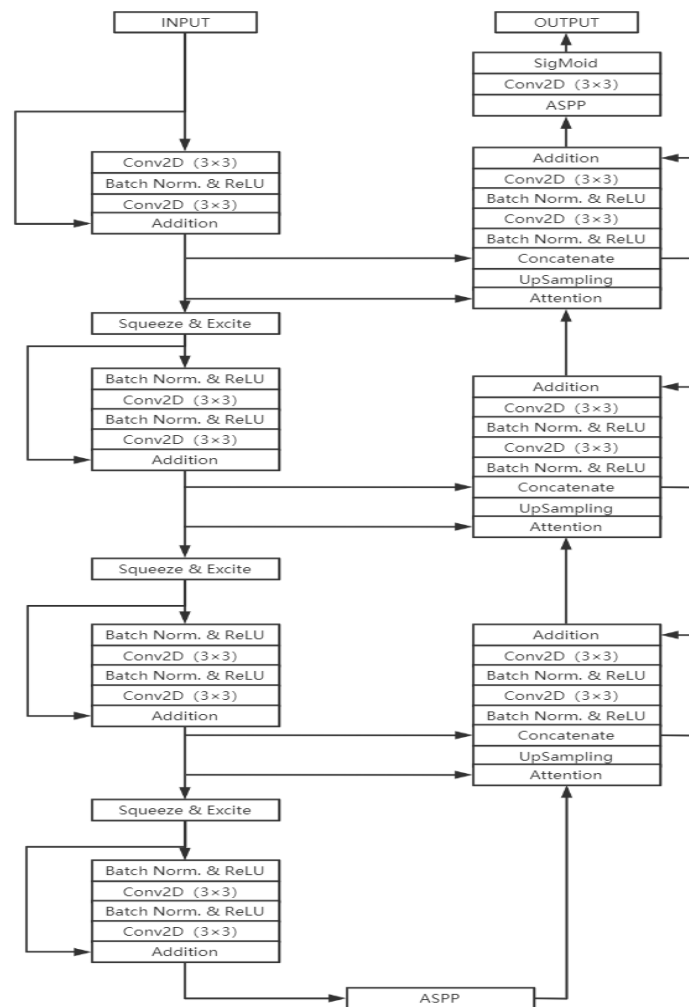 INPUT
Conv2D (3×3)
Batch Norm. & ReLU
Conv2D (3×3)
Addition
Squeeze & Excite
Batch Norm. & ReLU
Conv2D (3×3)
Batch Norm. & ReLU
Conv2D (3×3)
Addition
Squeeze & Excite
Batch Norm. & ReLU
Conv2D (3×3)
Batch Norm. & ReLU
Conv2D (3×3)
Addition
Squeeze & Excite
Batch Norm. & ReLU
Conv2D (3×3)
Batch Norm. & ReLU
Conv2D (3×3)
Addition
ASPP
OUTPUT
SigMoid
Conv2D (3×3)
ASPP
Addition
Conv2D (3×3)
Batch Norm. & ReLU
Conv2D (3×3)
Batch Norm. & ReLU
Concatenate
UpSampling
Attention
Addition
Conv2D (3×3)
Batch Norm. & ReLU
Conv2D (3×3)
Batch Norm. & ReLU
Concatenate
UpSampling
Attention
Addition
Conv2D (3×3)
Batch Norm. & ReLU
Conv2D (3×3)
Batch Norm. & ReLU
Concatenate
UpSampling
Attention